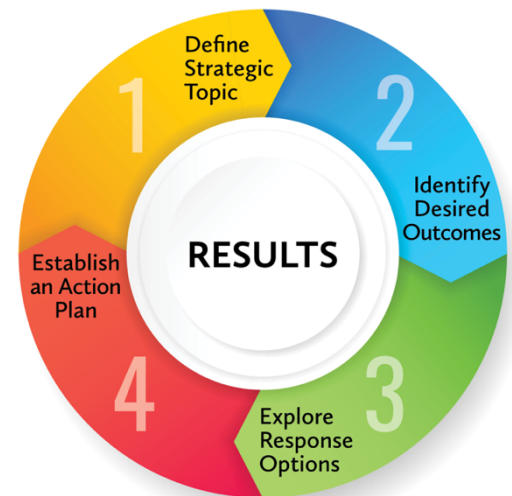 1
Define
Strategic
Topic
2
Identify
Desired
Outcomes
3
Explore
Response
Options
4
Establish
an Action
Plan
RESULTS